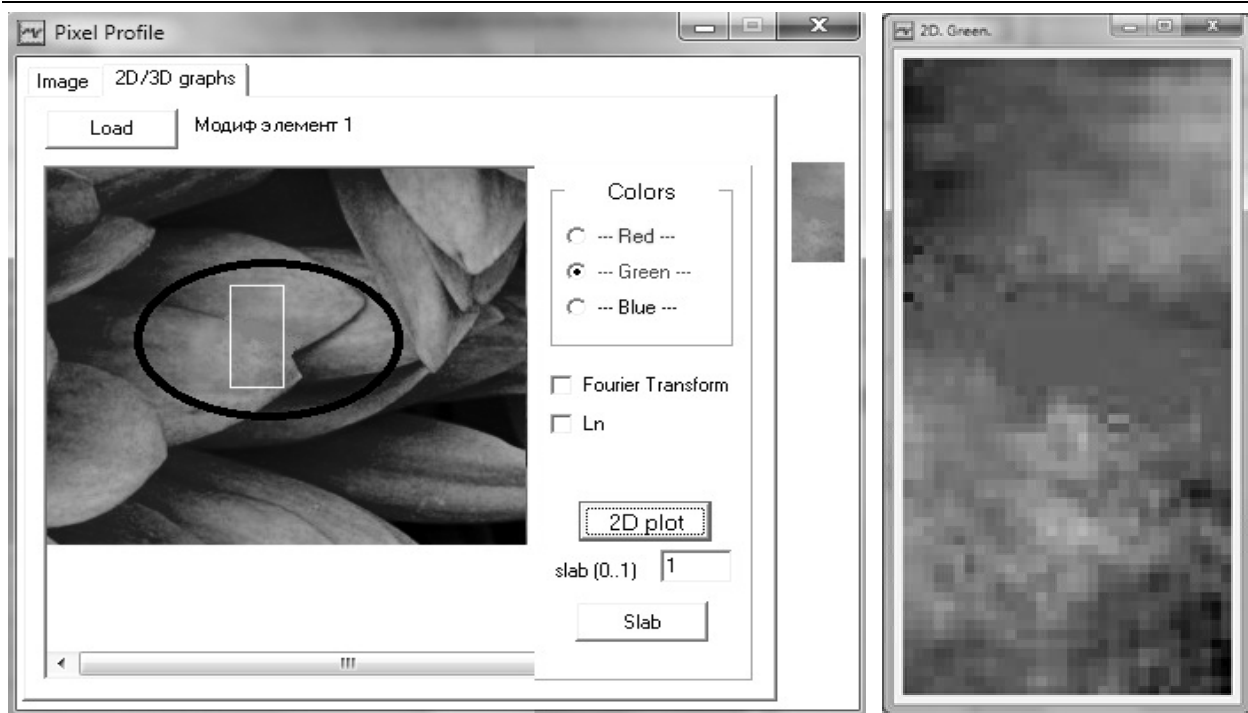 Pixel Profile
Image 2D/3D graphs
Load Модиф элемент 1
Colors
--- Red ---
--- Green ---
--- Blue ---
Fourier Transform
Ln
2D plot
slab (0..1) 1
Slab
2D. Green.